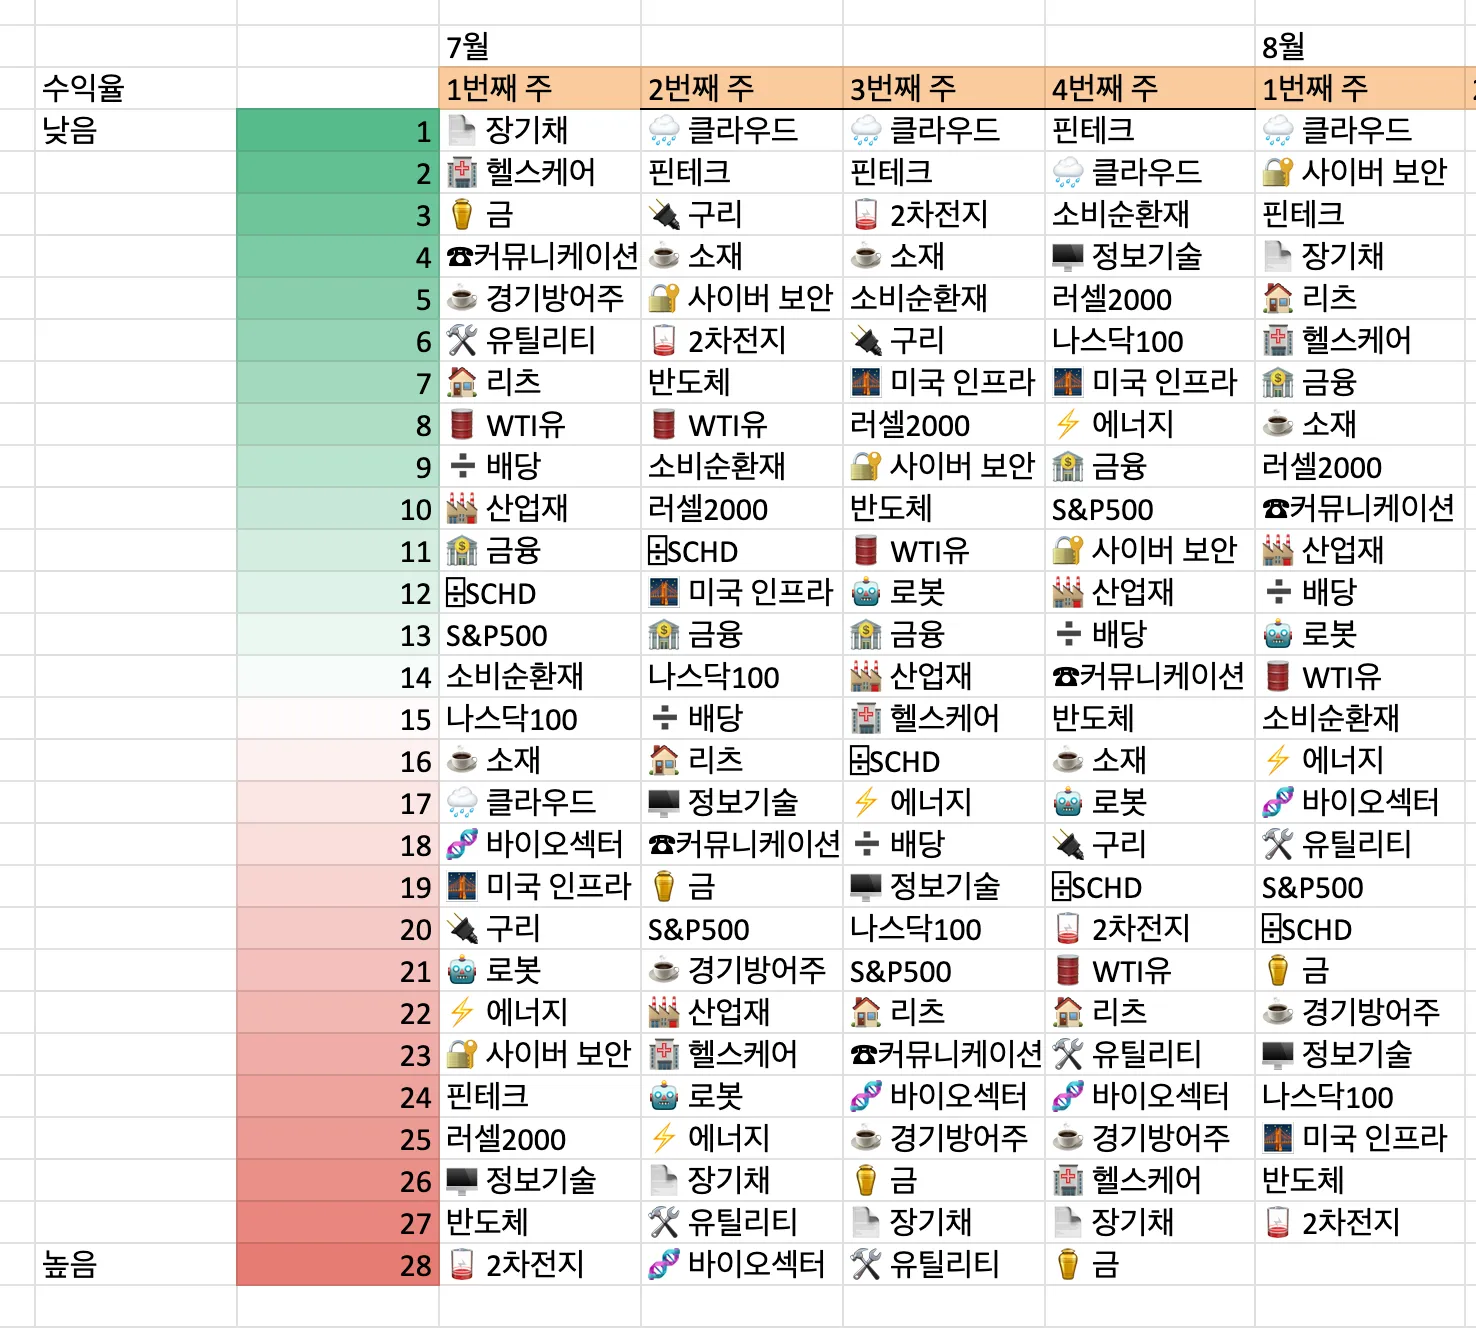 7월 8월
수익율 1번째 주 2번째 주 3번째 주 4번째 주 1번째 주
낮음 1 장기채 클라우드 클라우드 핀테크 클라우드
2 헬스케어 핀테크 핀테크 클라우드 사이버 보안
3 금 구리 2차전지 소비순환재 핀테크
4 ☎커뮤니케이션 소재 소재 정보기술 장기채
5 경기방어주 사이버 보안 소비순환재 러셀2000 리츠
6 유틸리티 2차전지 구리 나스닥100 헬스케어
7 리츠 반도체 미국 인프라 미국 인프라 금융
8 WTI유 WTI유 러셀2000 에너지 소재
9 ➗ 배당 소비순환재 사이버 보안 금융 러셀2000
10 산업재 러셀2000 반도체 S&P500 ☎커뮤니케이션
11 금융 SCHD WTI유 사이버 보안 산업재
12 SCHD 미국 인프라 로봇 산업재 ➗ 배당
13 S&P500 금융 금융 ➗ 배당 로봇
14 소비순환재 나스닥100 산업재 ☎커뮤니케이션 WTI유
15 나스닥100 ➗ 배당 헬스케어 반도체 소비순환재
16 소재 리츠 SCHD 소재 에너지
17 클라우드 정보기술 에너지 로봇 바이오섹터
18 바이오섹터 ☎커뮤니케이션 ➗ 배당 구리 유틸리티
19 미국 인프라 금 정보기술 SCHD S&P500
20 구리 S&P500 나스닥100 2차전지 SCHD
21 로봇 경기방어주 S&P500 WTI유 금
22 에너지 산업재 리츠 리츠 경기방어주
23 사이버 보안 헬스케어 ☎커뮤니케이션 유틸리티 정보기술
24 핀테크 로봇 바이오섹터 바이오섹터 나스닥100
25 러셀2000 에너지 경기방어주 경기방어주 미국 인프라
26 정보기술 장기채 금 헬스케어 반도체
27 반도체 유틸리티 장기채 장기채 2차전지
높음 28 2차전지 바이오섹터 유틸리티 금